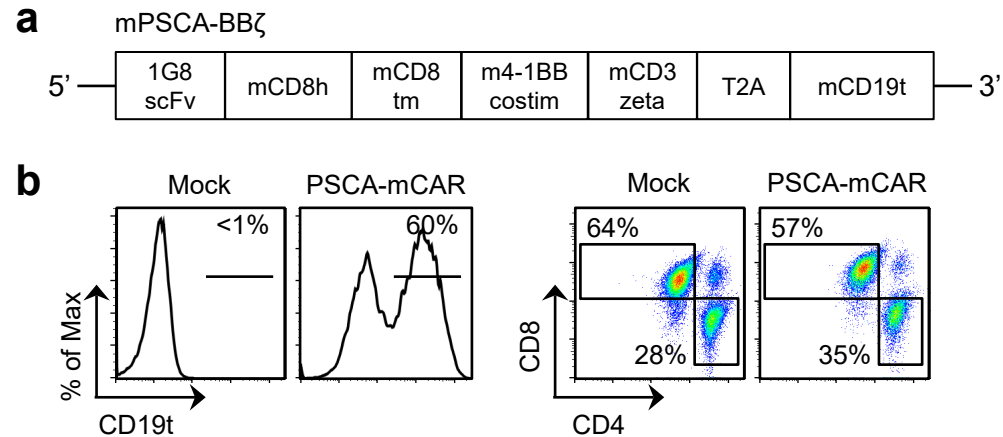 a
mPSCA-BBζ
5’
1G8
scFv
mCD8h
mCD8
tm
m4-1BB
costim
mCD3
zeta
T2A
mCD19t
3’
b
Mock
PSCA-mCAR
Mock
PSCA-mCAR
<1%
60%
64%
57%
28%
35%
% of Max
CD19t
CD8
CD4